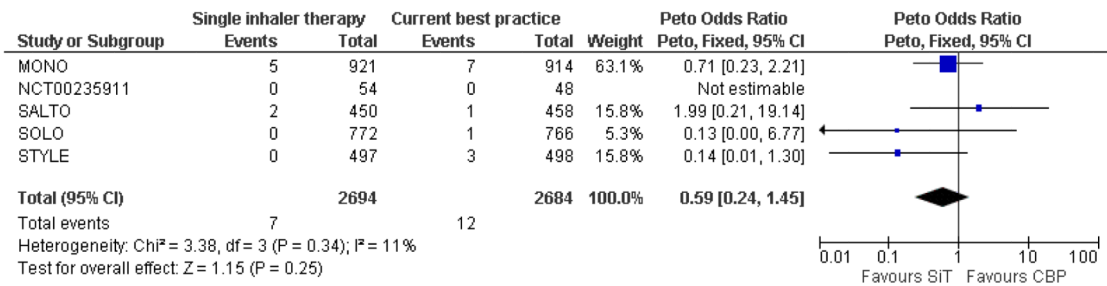 Single inhaler therapy Current best practice Peto Odds Ratio Peto Odds Ratio
Study or Subgroup Events Total Events Total Weight Peto, Fixed, 95% CI Peto, Fixed, 95% CI
MONO 5 921 7 914 63.1% 0.71 [0.23, 2.21]
NCT00235911 0 54 0 48 Not estimable
SALTO 2 450 1 458 15.8% 1.99 [0.21, 19.14]
SOLO 0 772 1 766 5.3% 0.13 [0.00, 6.77]
STYLE 0 497 3 498 15.8% 0.14 [0.01, 1.30]
Total (95% CI) 2694 2684 100.0% 0.59 [0.24, 1.45]
Total events 7 12
Heterogeneity: Chi² = 3.38, df = 3 (P = 0.34); I² = 11%
Test for overall effect: Z = 1.15 (P = 0.25)
0.01 0.1 1 10 100
Favours SiT Favours CBP